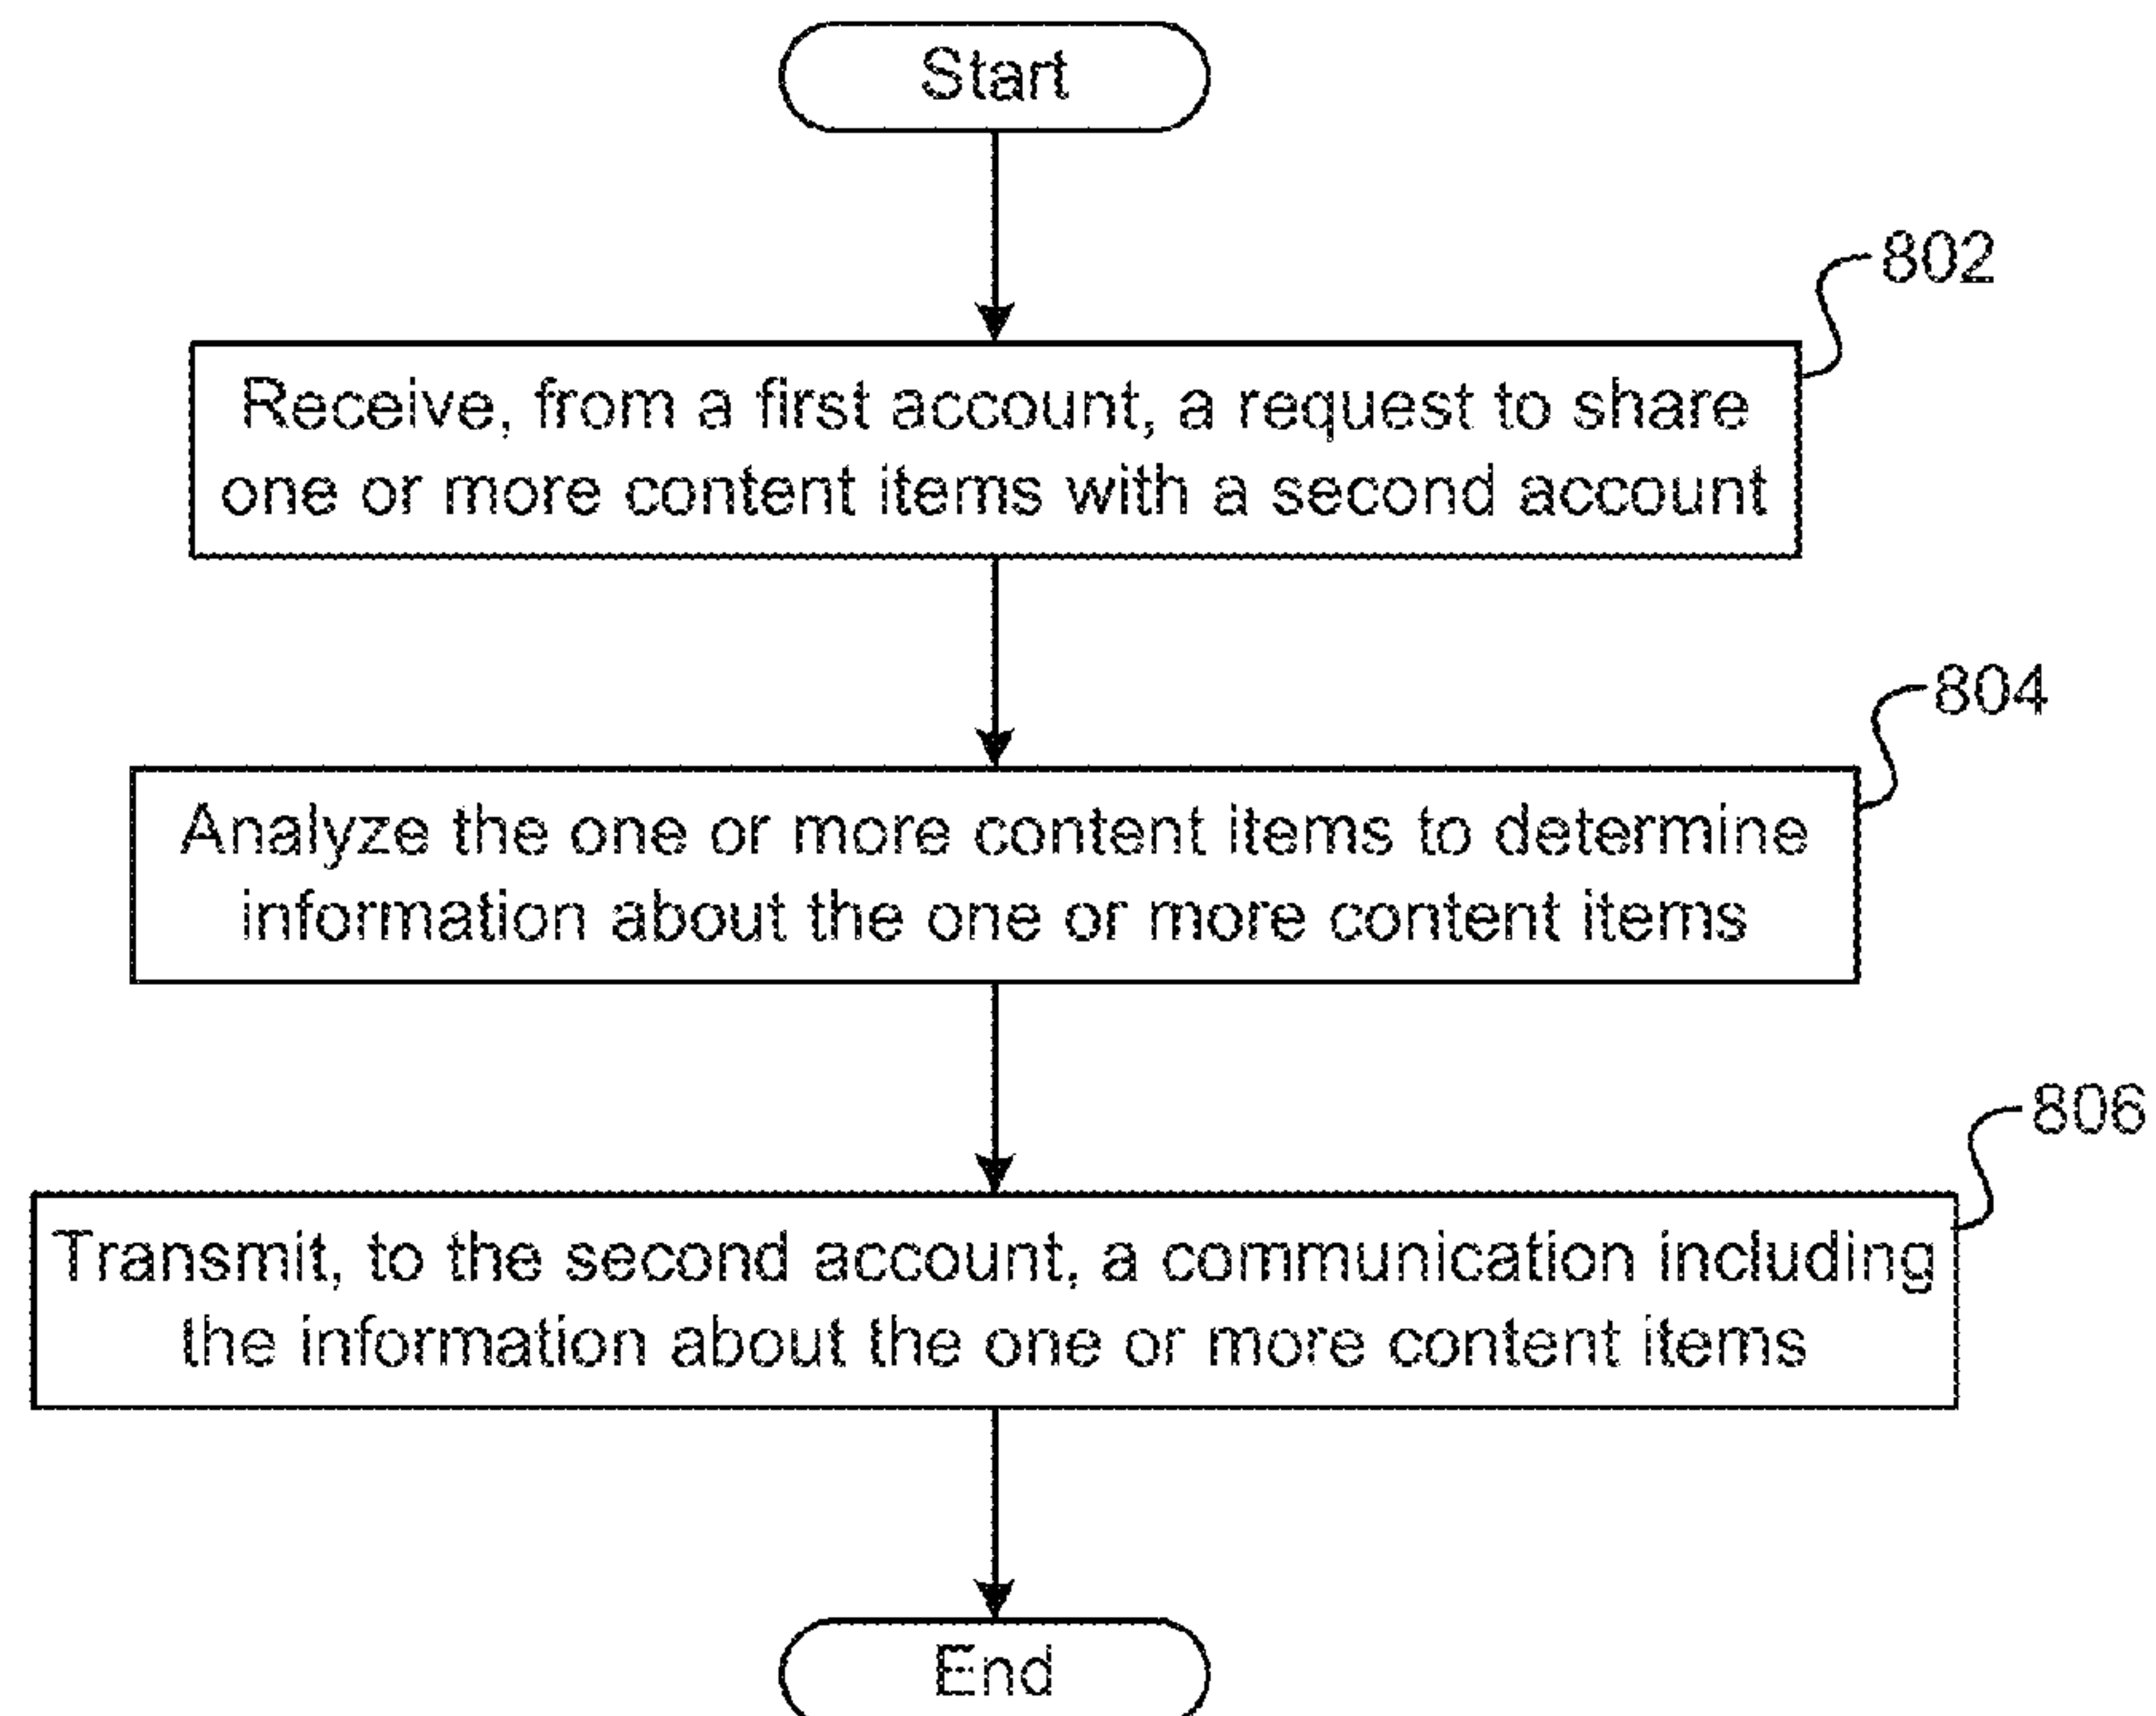 Start
802
Receive, from a first account, a request to share
one or more content items with a second account
804
Analyze the one or more content items to determine
information about the one or more content items
806
Transmit, to the second account, a communication including
the information about the one or more content items
End